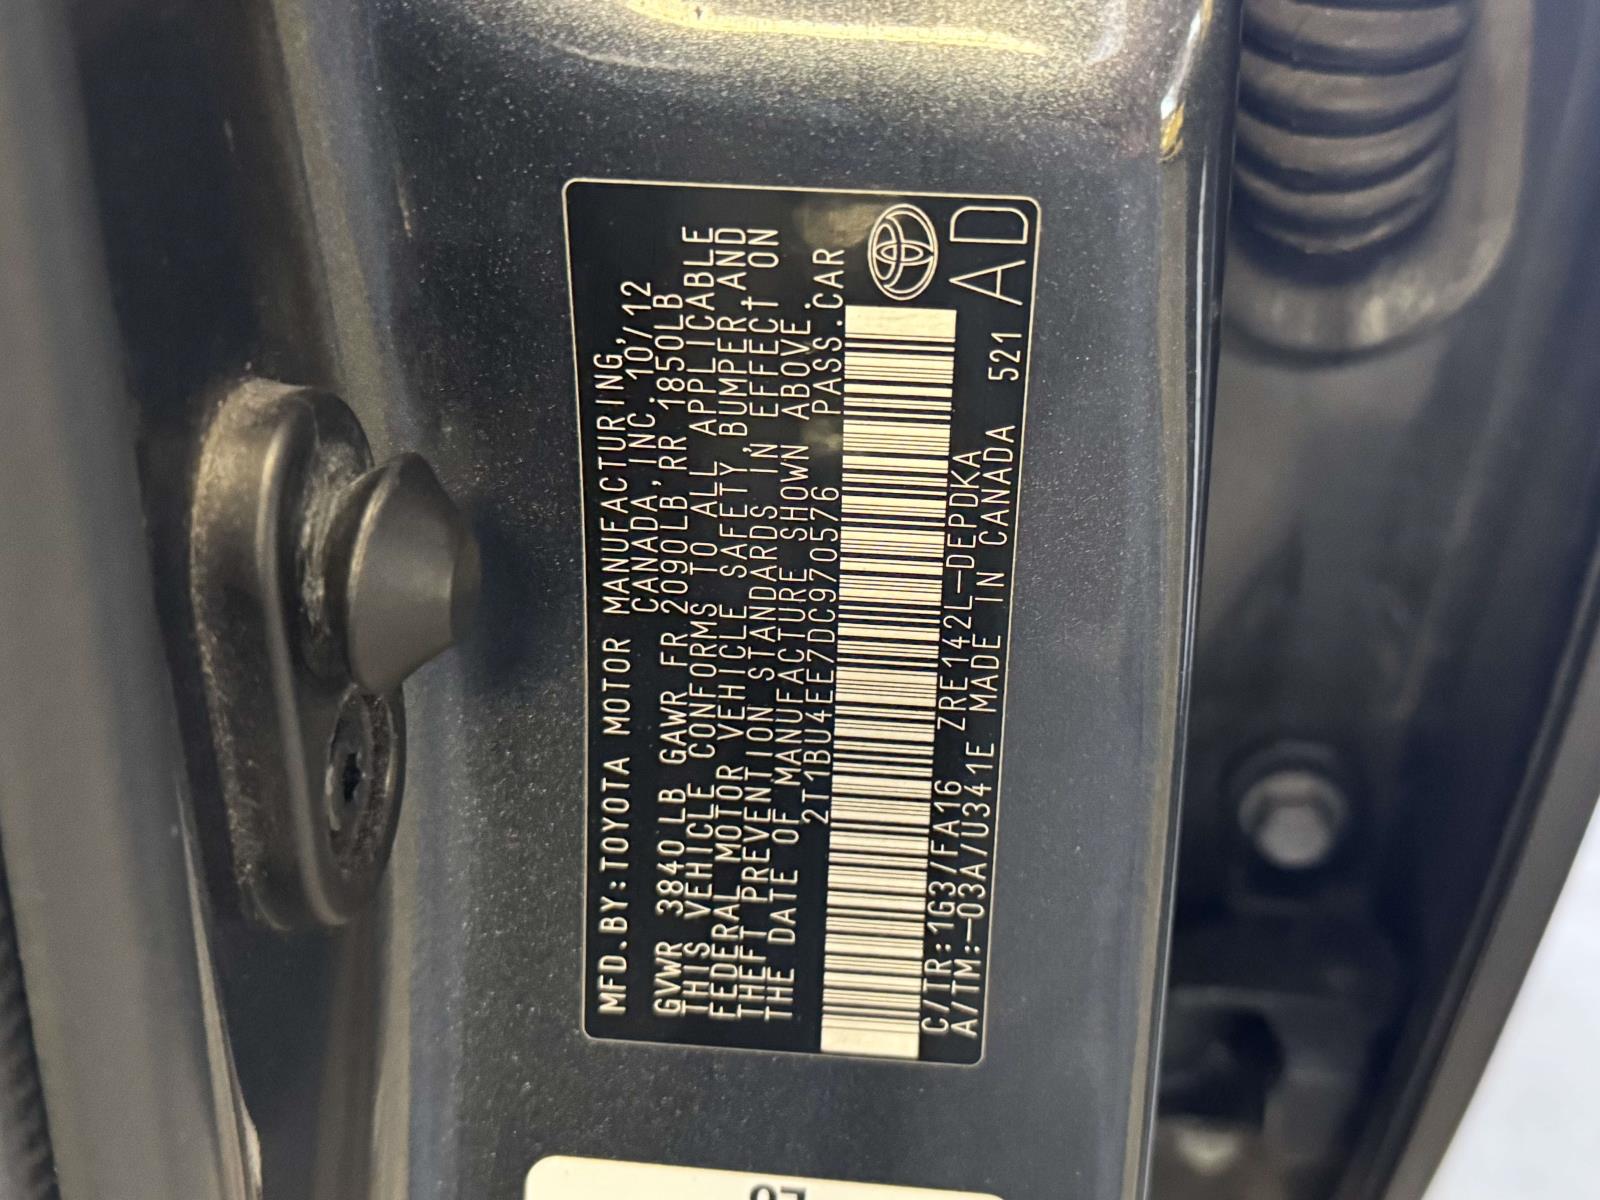 MFD.BY:TOYOTA MOTOR MANUFACTURING,
CANADA, INC. 10/12
GVWR 3840LB GAWR FR 2090LB, RR 1850LB
THIS VEHICLE CONFORMS TO ALL APPLICABLE
FEDERAL MOTOR VEHICLE SAFETY BUMPER AND
THEFT PREVENTION STANDARDS IN EFFECT ON
THE DATE OF MANUFACTURE SHOWN ABOVE.
2T1BU4EE7DC970576 PASS.CAR
C/TR:1G3/FA16 ZRE142L-DEPDKA
A/TM:-03A/U341E MADE IN CANADA 521
AD